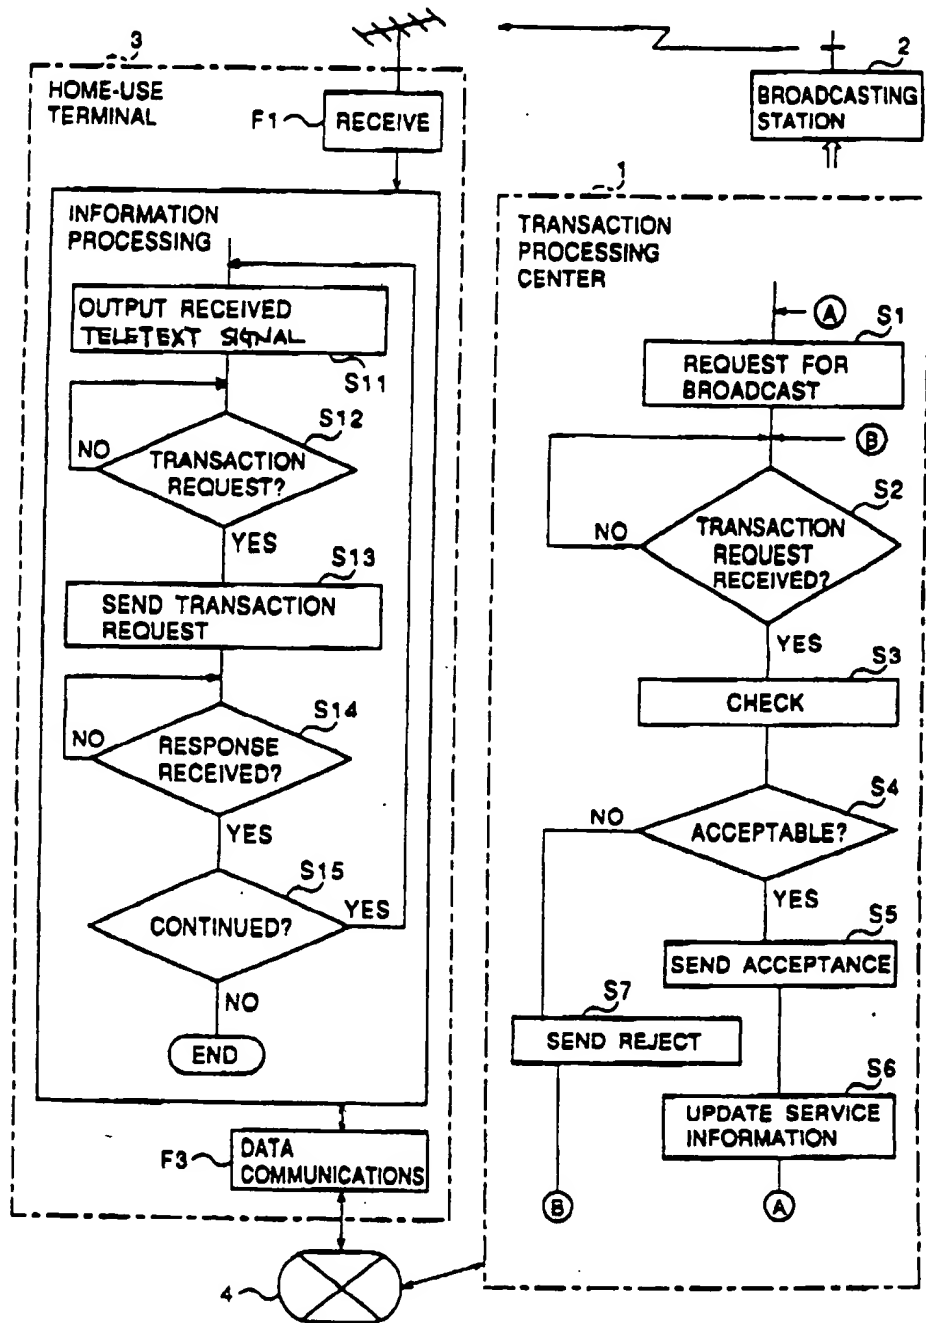 3
HOME-USE
TERMINAL
F1
RECEIVE
2
BROADCASTING
STATION
INFORMATION
PROCESSING
OUTPUT RECEIVED
TELETEXT SIGNAL
S11
S12
NO
TRANSACTION
REQUEST?
YES
S13
SEND TRANSACTION
REQUEST
S14
NO
RESPONSE
RECEIVED?
YES
S15
CONTINUED?
YES
NO
END
F3
DATA
COMMUNICATIONS
4
1
TRANSACTION
PROCESSING
CENTER
A
S1
REQUEST FOR
BROADCAST
B
S2
NO
TRANSACTION
REQUEST
RECEIVED?
YES
S3
CHECK
S4
NO
ACCEPTABLE?
YES
S5
SEND ACCEPTANCE
S7
SEND REJECT
S6
UPDATE SERVICE
INFORMATION
B
A